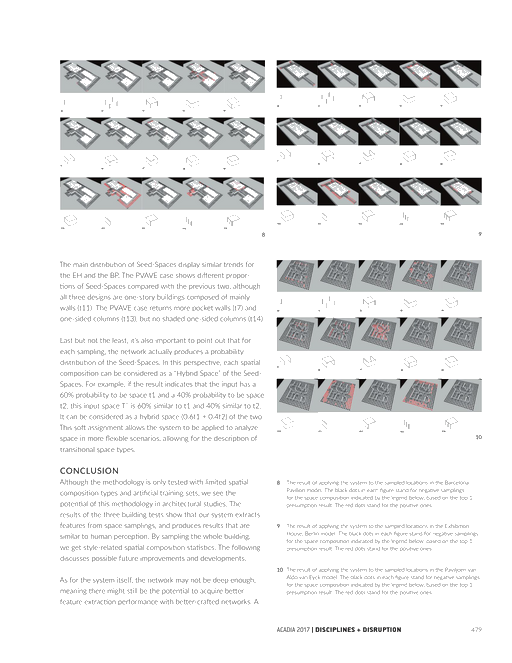 8
9
The main distribution of Seed-Spaces display similar trends for
the EH and the BP. The PVAVE case shows different propor-
tions of Seed-Spaces compared with the previous two, although
all three designs are one-story buildings composed of mainly
walls (t11). The PVAVE case returns more pocket walls (t7) and
one-sided columns (t13), but no shaded one-sided columns (t14)
Last but not the least, it's also important to point out that for
each sampling, the network actually produces a probability
distribution of the Seed-Spaces. In this perspective, each spatial
composition can be considered as a "Hybrid Space" of the Seed-
Spaces. For example, if the result indicates that the input has a
60% probability to be space t1 and a 40% probability to be space
t2, this input space T' is 60% similar to t1 and 40% similar to t2.
It can be considered as a hybrid space (0.6t1 + 0.4t2) of the two.
This soft assignment allows the system to be applied to analyze
space in more flexible scenarios, allowing for the description of
transitional space types.
10
CONCLUSION
Although the methodology is only tested with limited spatial
composition types and artificial training sets, we see the
potential of this methodology in architectural studies. The
results of the three building tests show that our system extracts
features from space samplings, and produces results that are
similar to human perception. By sampling the whole building,
we get style-related spatial composition statistics. The following
discusses possible future improvements and developments.
As for the system itself, the network may not be deep enough,
meaning there might still be the potential to acquire better
feature extraction performance with better-crafted networks. A
8 The result of applying the system to the sampled locations in the Barcelona
Pavilion model. The black dots in each figure stand for negative samplings
for the space composition indicated by the legend below, based on the top 1
presumption result. The red dots stand for the positive ones.
9 The result of applying the system to the sampled locations in the Exhibition
House, Berlin model. The black dots in each figure stand for negative samplings
for the space composition indicated by the legend below, based on the top 1
presumption result. The red dots stand for the positive ones.
10 The result of applying the system to the sampled locations in the Paviljoen van
Aldo van Eyck model. The black dots in each figure stand for negative samplings
for the space composition indicated by the legend below, based on the top 1
presumption result. The red dots stand for the positive ones.
ACADIA 2017 | DISCIPLINES + DISRUPTION 479